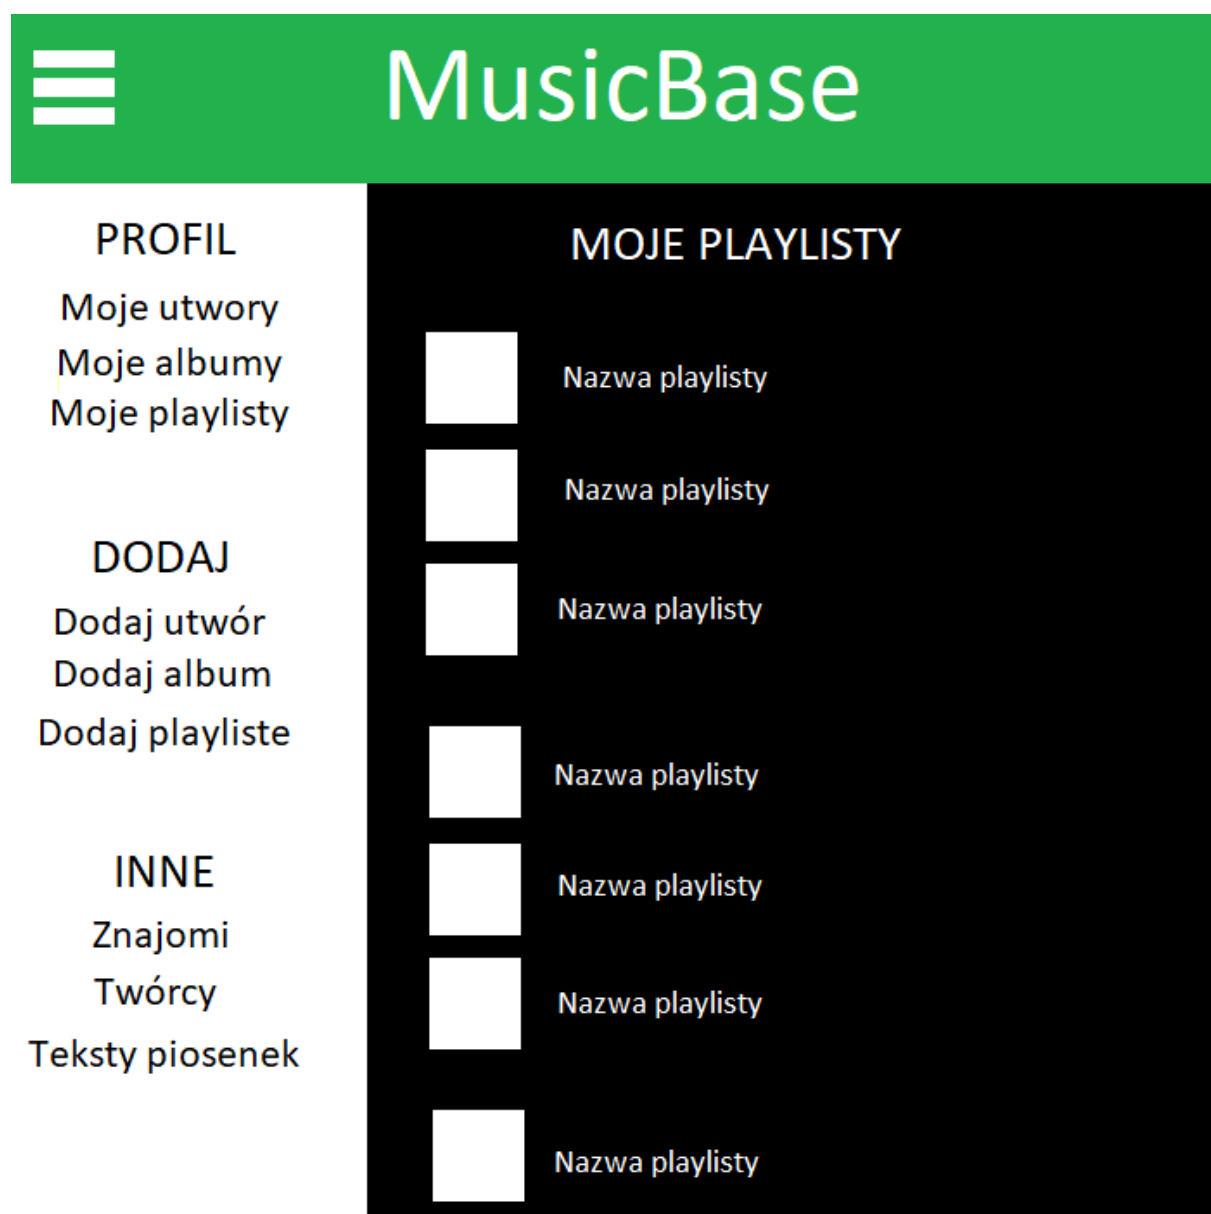 MusicBase
PROFIL
Moje utwory
Moje albumy
Moje playlisty
DODAJ
Dodaj utwór
Dodaj album
Dodaj playliste
INNE
Znajomi
Twórcy
Teksty piosenek
MOJE PLAYLISTY
Nazwa playlisty
Nazwa playlisty
Nazwa playlisty
Nazwa playlisty
Nazwa playlisty
Nazwa playlisty
Nazwa playlisty